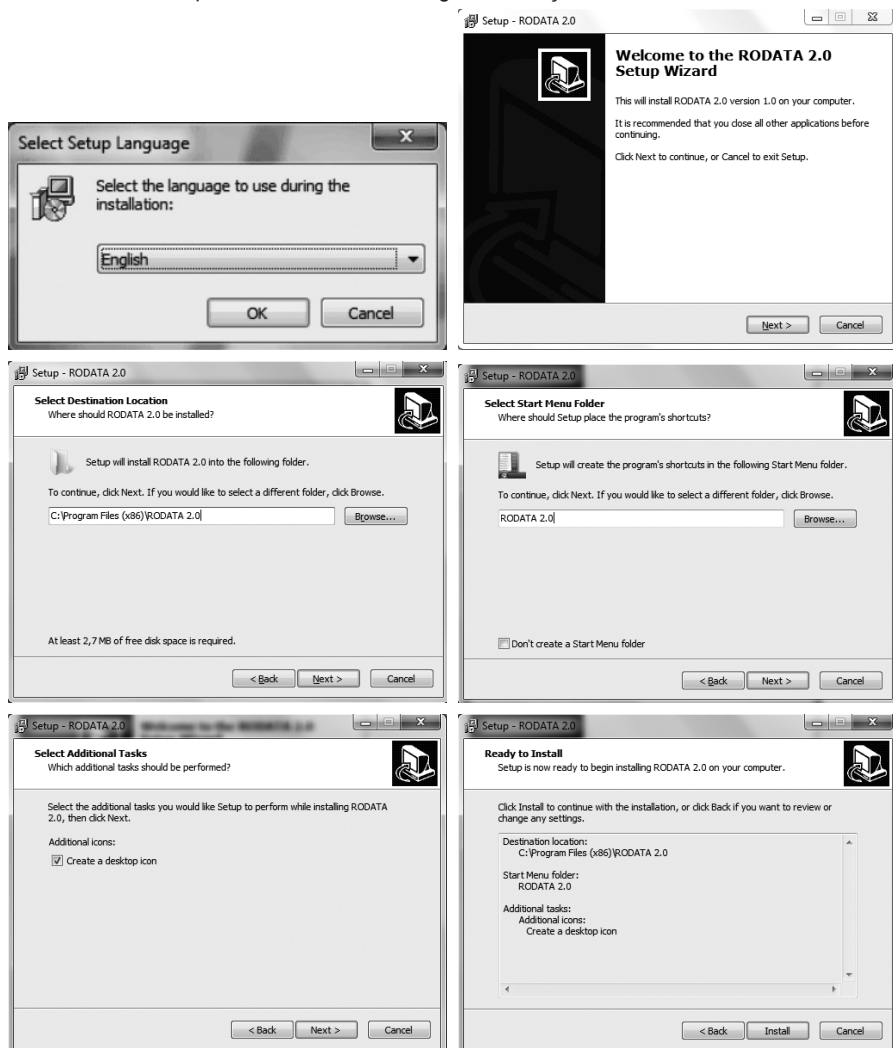 Setup - RODATA 2.0
Welcome to the RODATA 2.0
Setup Wizard
This will install RODATA 2.0 version 1.0 on your computer.
It is recommended that you close all other applications before
continuing.
Click Next to continue, or Cancel to exit Setup.
Next >
Cancel
Select Setup Language
Select the language to use during the
installation:
English
OK
Cancel
Setup - RODATA 2.0
Select Destination Location
Where should RODATA 2.0 be installed?
Setup will install RODATA 2.0 into the following folder.
To continue, click Next. If you would like to select a different folder, click Browse.
C:\Program Files (x86)\RODATA 2.0
Browse...
At least 2,7 MB of free disk space is required.
< Back
Next >
Cancel
Setup - RODATA 2.0
Select Start Menu Folder
Where should Setup place the program's shortcuts?
Setup will create the program's shortcuts in the following Start Menu folder.
To continue, click Next. If you would like to select a different folder, click Browse.
RODATA 2.0
Browse...
Don't create a Start Menu folder
< Back
Next >
Cancel
Setup - RODATA 2.0
Select Additional Tasks
Which additional tasks should be performed?
Select the additional tasks you would like Setup to perform while installing RODATA
2.0, then click Next.
Additional icons:
Create a desktop icon
< Back
Next >
Cancel
Setup - RODATA 2.0
Ready to Install
Setup is now ready to begin installing RODATA 2.0 on your computer.
Click Install to continue with the installation, or click Back if you want to review or
change any settings.
Destination location:
C:\Program Files (x86)\RODATA 2.0
Start Menu folder:
RODATA 2.0
Additional tasks:
Additional icons:
Create a desktop icon
< Back
Install
Cancel